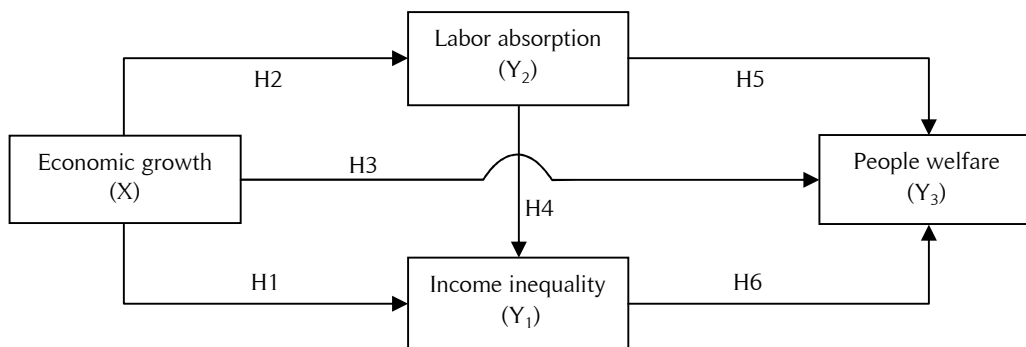 Labor absorption
(Y₂)
H2
H5
Economic growth
(X)
H3
People welfare
(Y₃)
H4
H1
Income inequality
(Y₁)
H6